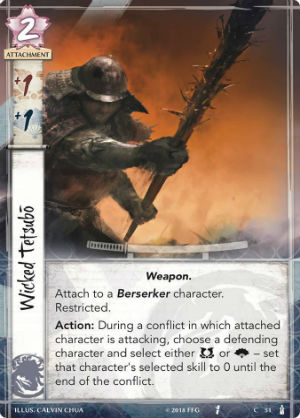 2
ATTACHMENT
+1
+1
Wicked Tetsubō
Weapon.
Attach to a Berserker character.
Restricted.
Action: During a conflict in which attached
character is attacking, choose a defending
character and select either or – set
that character's selected skill to 0 until the
end of the conflict.
ILLUS. CALVIN CHUA
© 2018 FFG
C 31